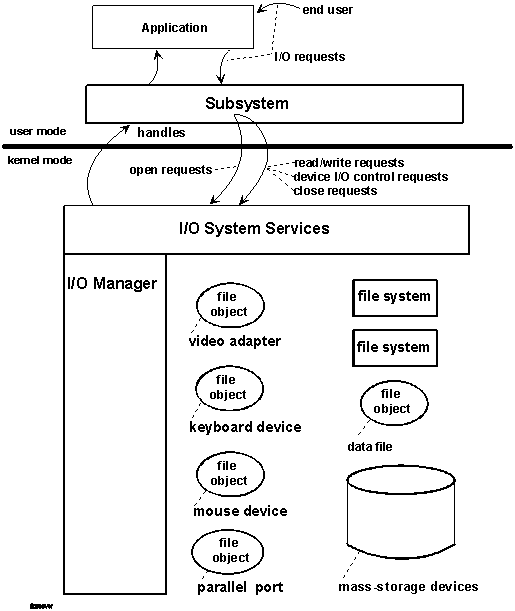 end user
Application
I/O requests
Subsystem
user mode
handles
kernel mode
open requests
read/write requests
device I/O control requests
close requests
I/O System Services
I/O Manager
file
object
video adapter
file system
file system
file
object
keyboard device
file
object
data file
file
object
mouse device
file
object
parallel port
mass-storage devices